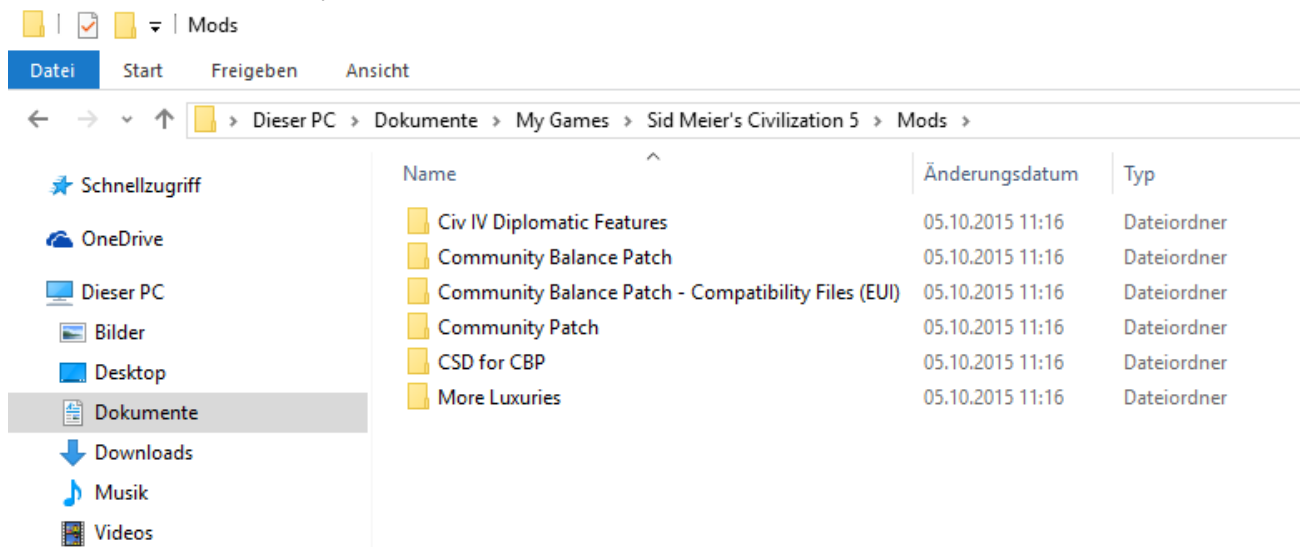 Mods
Datei Start Freigeben Ansicht
Dieser PC > Dokumente > My Games > Sid Meier's Civilization 5 > Mods >
Name Änderungsdatum Typ
Schnellzugriff
OneDrive
Dieser PC
Bilder
Desktop
Dokumente
Downloads
Musik
Videos
Civ IV Diplomatic Features 05.10.2015 11:16 Dateiordner
Community Balance Patch 05.10.2015 11:16 Dateiordner
Community Balance Patch - Compatibility Files (EUI) 05.10.2015 11:16 Dateiordner
Community Patch 05.10.2015 11:16 Dateiordner
CSD for CBP 05.10.2015 11:16 Dateiordner
More Luxuries 05.10.2015 11:16 Dateiordner